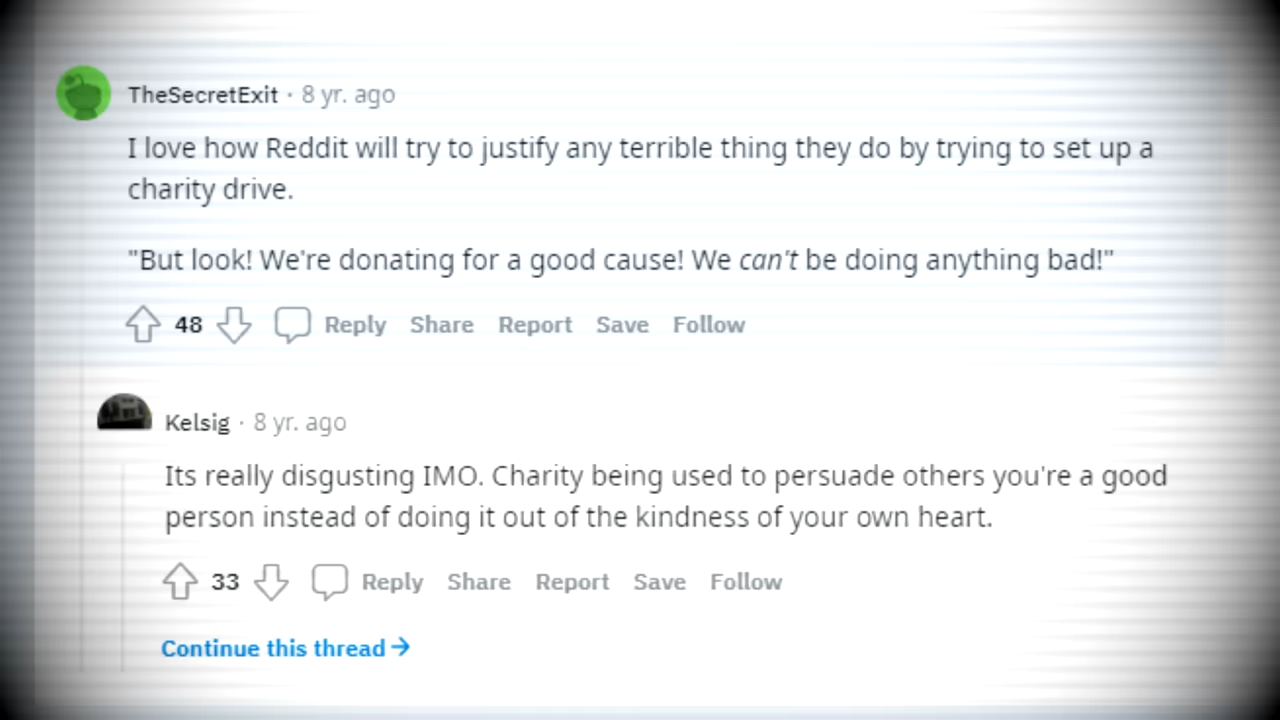 TheSecretExit · 8 yr. ago
I love how Reddit will try to justify any terrible thing they do by trying to set up a
charity drive.
"But look! We're donating for a good cause! We can't be doing anything bad!"
48 Reply Share Report Save Follow
Kelsig · 8 yr. ago
Its really disgusting IMO. Charity being used to persuade others you're a good
person instead of doing it out of the kindness of your own heart.
33 Reply Share Report Save Follow
Continue this thread →